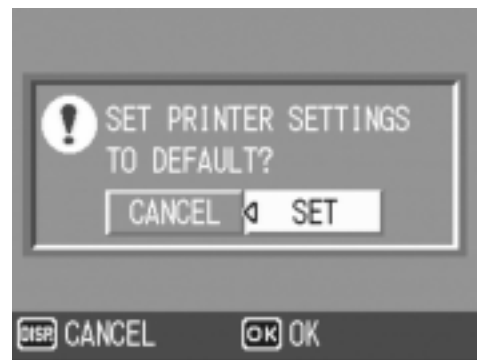 SET PRINTER SETTINGS
TO DEFAULT?
CANCEL SET
DISP. CANCEL OK OK